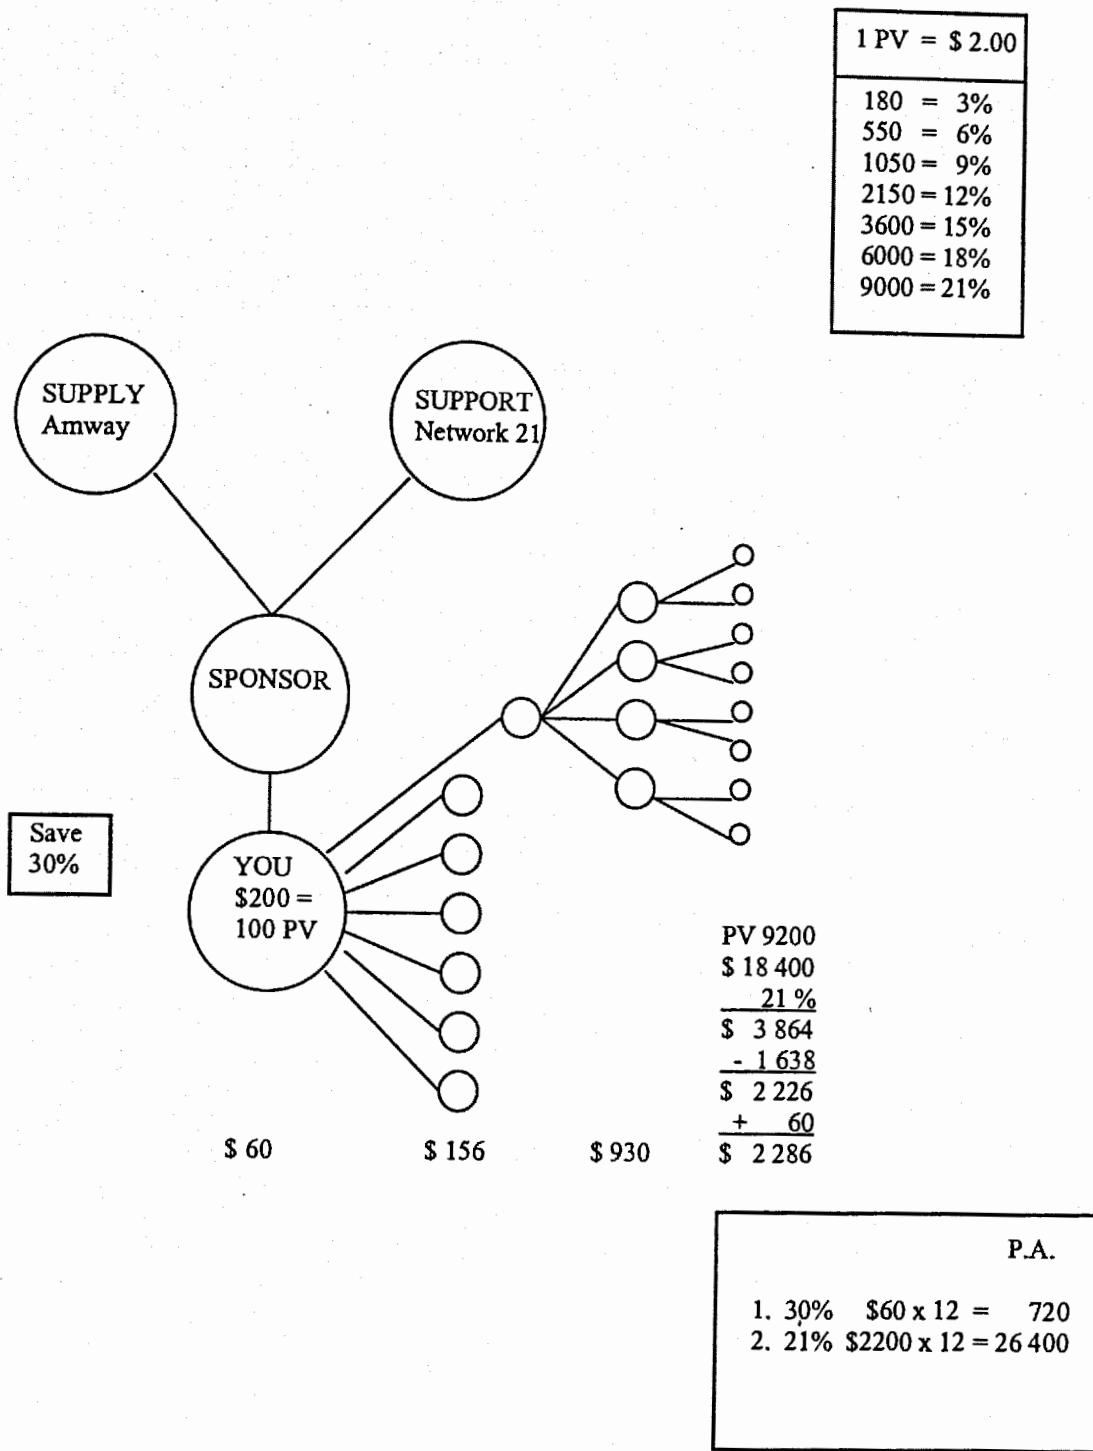 1 PV = $ 2.00
180 = 3%
550 = 6%
1050 = 9%
2150 = 12%
3600 = 15%
6000 = 18%
9000 = 21%
SUPPLY
Amway
SUPPORT
Network 21
SPONSOR
Save
30%
YOU
$200 =
100 PV
PV 9200
$ 18 400
21 %
$ 3 864
- 1 638
$ 2 226
+ 60
$ 2 286
$ 60
$ 156
$ 930
P.A.
1. 30% $60 x 12 = 720
2. 21% $2200 x 12 = 26 400